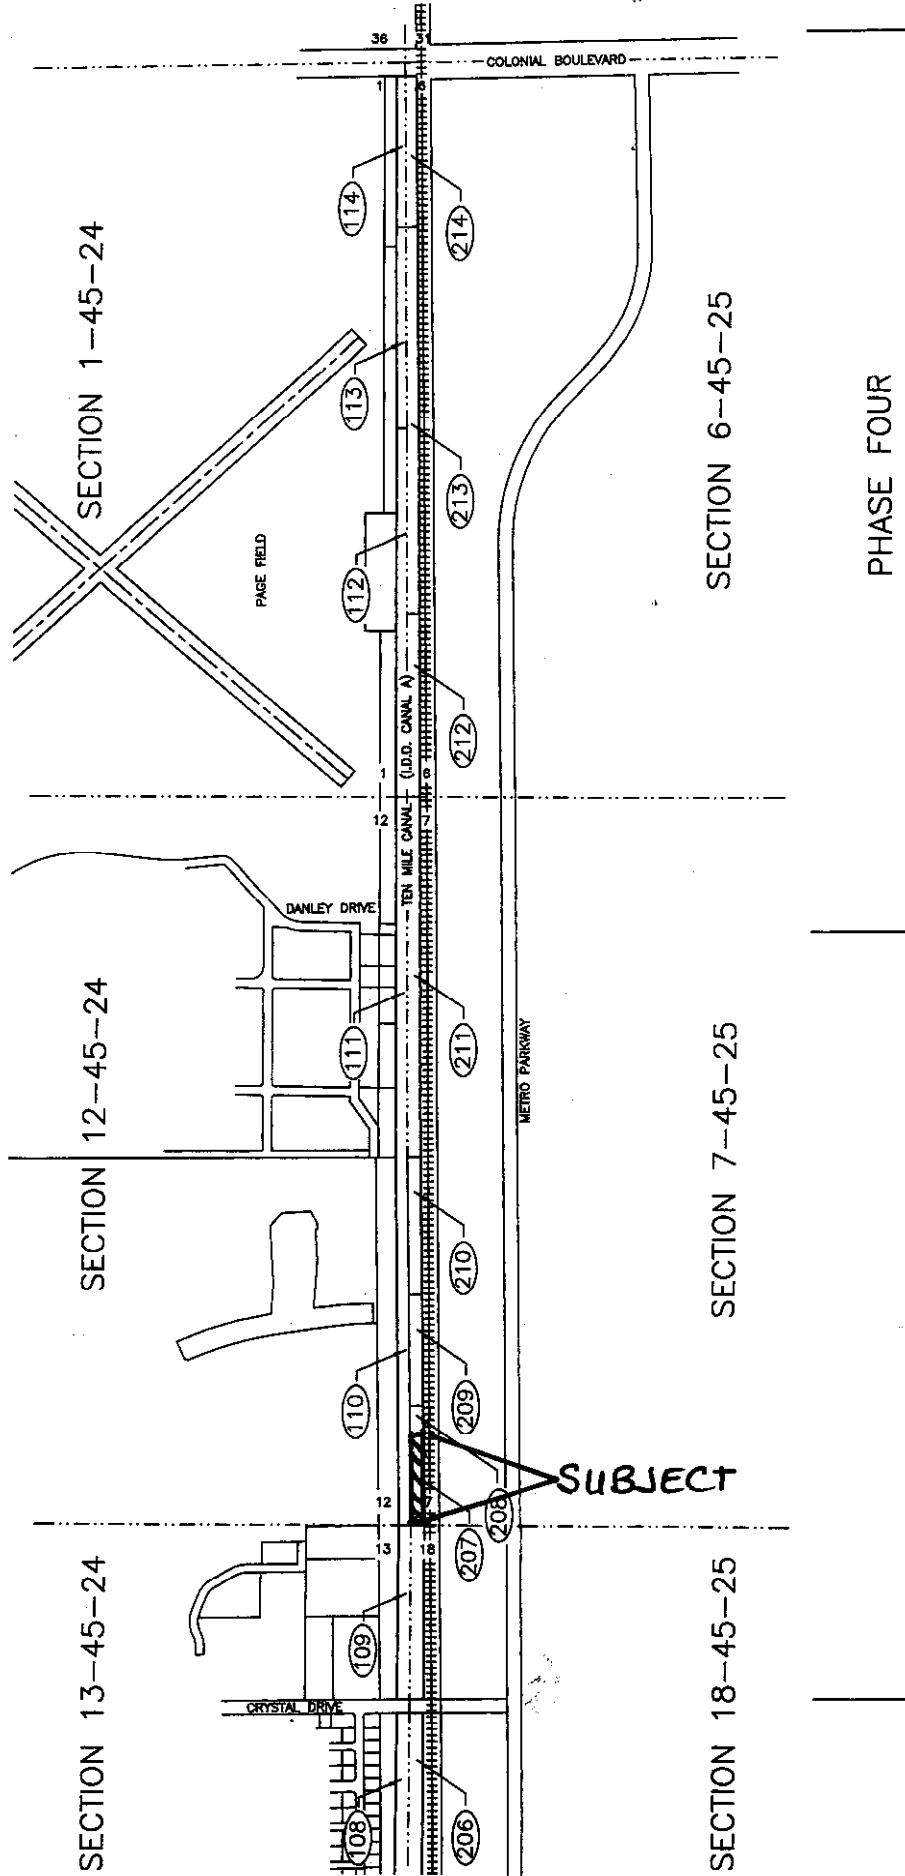 36
31
COLONIAL BOULEVARD
1
6
114
214
SECTION 1-45-24
113
213
SECTION 6-45-25
PHASE FOUR
PAGE FIELD
112
212
TEN MILE CANAL (I.D.D. CANAL A)
1
6
12
7
DANLEY DRIVE
111
211
METRO PARKWAY
SECTION 12-45-24
SECTION 7-45-25
210
110
209
SUBJECT
208
12
7
207
13
18
109
SECTION 13-45-24
SECTION 18-45-25
CRYSTAL DRIVE
108
206